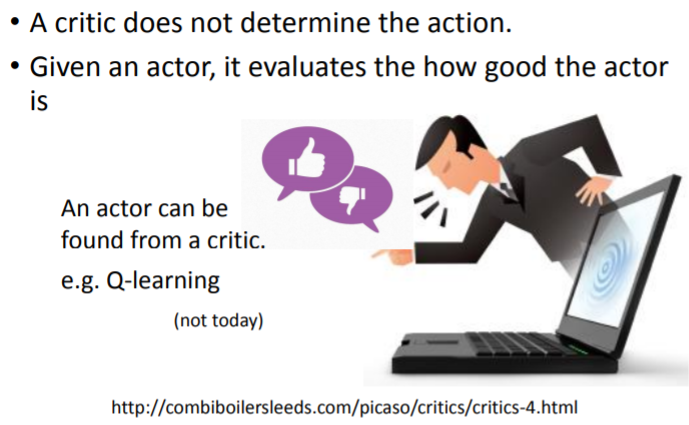 • A critic does not determine the action.
• Given an actor, it evaluates the how good the actor
is
An actor can be
found from a critic.
e.g. Q-learning
(not today)
http://combiboilersleeds.com/picaso/critics/critics-4.html